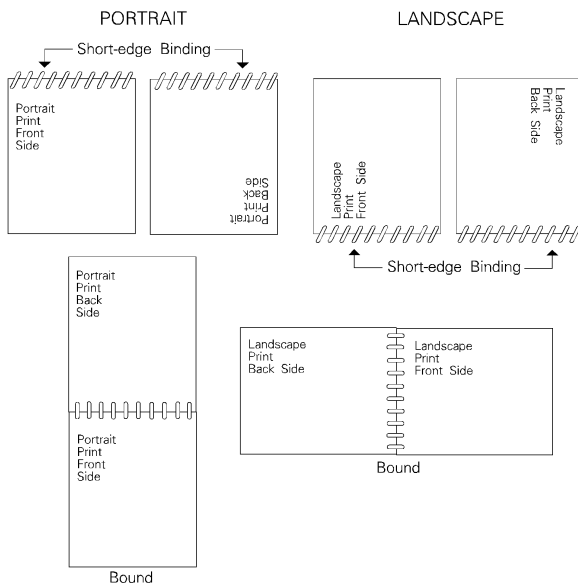 PORTRAIT
LANDSCAPE
Short-edge Binding
Portrait
Print
Front
Side
Portrait
Print
Back
Side
Landscape
Print
Front Side
Landscape
Print
Back Side
Short-edge Binding
Portrait
Print
Back
Side
Portrait
Print
Front
Side
Bound
Landscape
Print
Back Side
Landscape
Print
Front Side
Bound